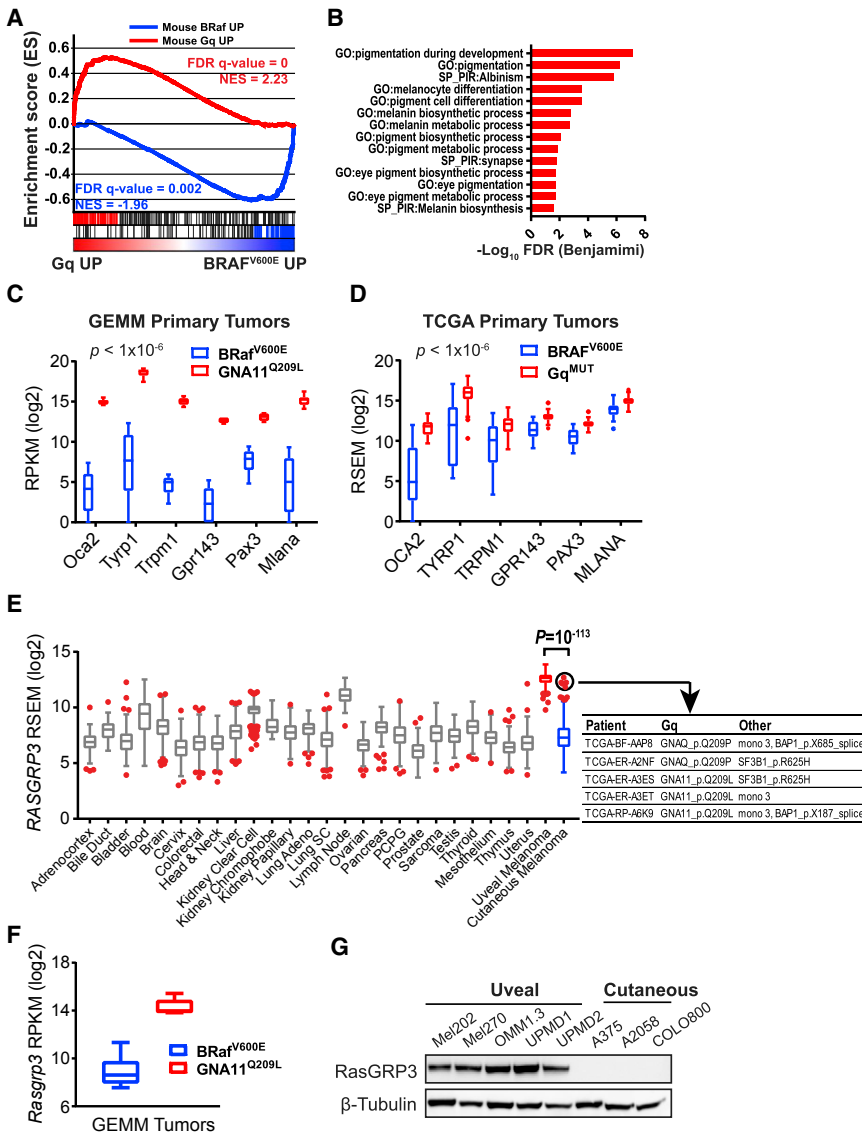 A
Mouse BRaf UP
Mouse Gq UP
Enrichment score (ES)
0.6
0.4
0.2
0.0
-0.2
-0.4
-0.6
FDR q-value = 0
NES = 2.23
FDR q-value = 0.002
NES = -1.96
Gq UP
BRAFV600E UP
B
GO:pigmentation during development
GO:pigmentation
SP_PIR:Albinism
GO:melanocyte differentiation
GO:pigment cell differentiation
GO:melanin biosynthetic process
GO:melanin metabolic process
GO:pigment biosynthetic process
GO:pigment metabolic process
SP_PIR:synapse
GO:eye pigment biosynthetic process
GO:eye pigmentation
GO:eye pigment metabolic process
SP_PIR:Melanin biosynthesis
0 2 4 6 8
-Log10 FDR (Benjamimi)
C
GEMM Primary Tumors
p < 1x10-6
BRafV600E
GNA11Q209L
RPKM (log2)
20
15
10
5
0
Oca2
Tyrp1
Trpm1
Gpr143
Pax3
Mlana
D
TCGA Primary Tumors
p < 1x10-6
BRAFV600E
GqMUT
RSEM (log2)
20
15
10
5
0
OCA2
TYRP1
TRPM1
GPR143
PAX3
MLANA
E
RASGRP3 RSEM (log2)
15
10
5
0
P=10-113
Adrenocortex
Bile Duct
Bladder
Blood
Brain
Cervix
Colorectal
Head & Neck
Liver
Kidney Clear Cell
Kidney Chromophobe
Kidney Papillary
Lung Adeno
Lung SC
Lymph Node
Ovarian
Pancreas
PCPG
Prostate
Sarcoma
Testis
Thyroid
Mesothelium
Thymus
Uterus
Uveal Melanoma
Cutaneous Melanoma
Patient Gq Other
TCGA-BF-AAP8 GNAQ_p.Q209P mono 3, BAP1_p.X685_splice
TCGA-ER-A2NF GNAQ_p.Q209P SF3B1_p.R625H
TCGA-ER-A3ES GNA11_p.Q209L SF3B1_p.R625H
TCGA-ER-A3ET GNA11_p.Q209L mono 3
TCGA-RP-A6K9 GNA11_p.Q209L mono 3, BAP1_p.X187_splice
F
Rasgrp3 RPKM (log2)
18
14
10
6
BRafV600E
GNA11Q209L
GEMM Tumors
G
Uveal Cutaneous
Mel202
Mel270
OMM1.3
UPMD1
UPMD2
A375
A2058
COLO800
RasGRP3
β-Tubulin